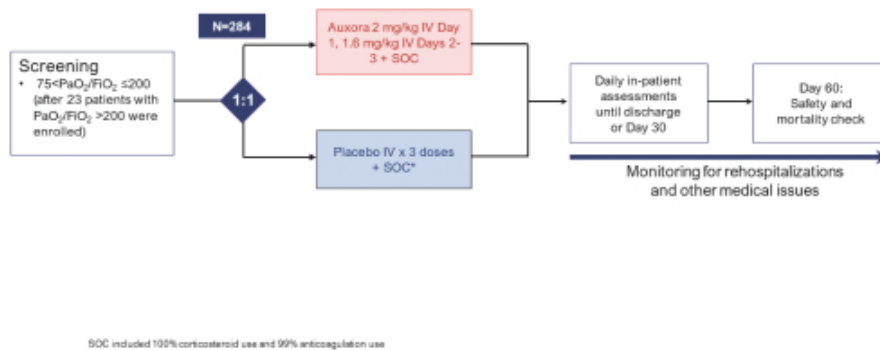 N=284
Auxora 2 mg/kg IV Day
1, 1.6 mg/kg IV Days 2-
3 + SOC
Screening
• 75<PaO₂/FiO₂ ≤200
(after 23 patients with
PaO₂/FiO₂ >200 were
enrolled)
1:1
Placebo IV x 3 doses
+ SOC*
Daily in-patient
assessments
until discharge
or Day 30
Day 60:
Safety and
mortality check
Monitoring for rehospitalizations
and other medical issues
SOC included 100% corticosteroid use and 99% anticoagulation use